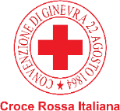 CONVENZIONE DI GINEVRA 22 AGOSTO 1864
Croce Rossa Italiana